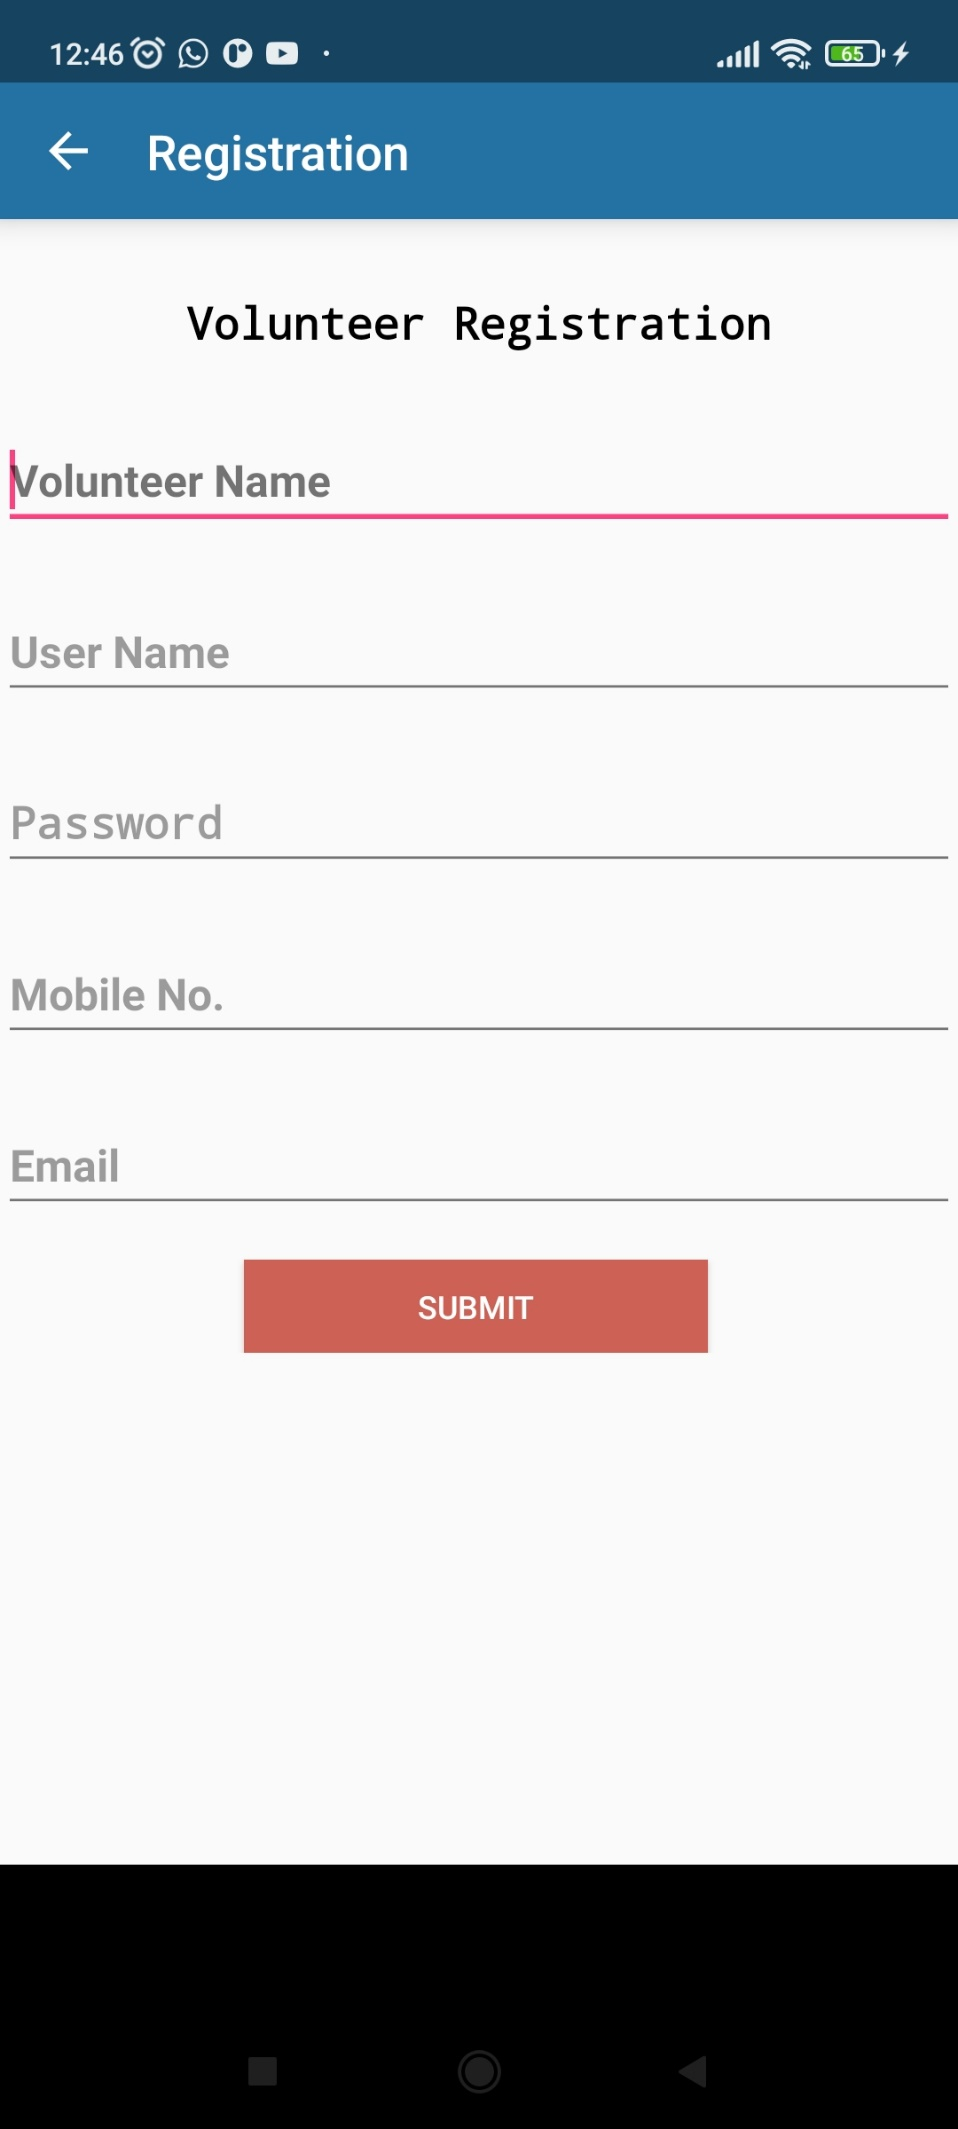 12:46
65
Registration
Volunteer Registration
Volunteer Name
User Name
Password
Mobile No.
Email
SUBMIT